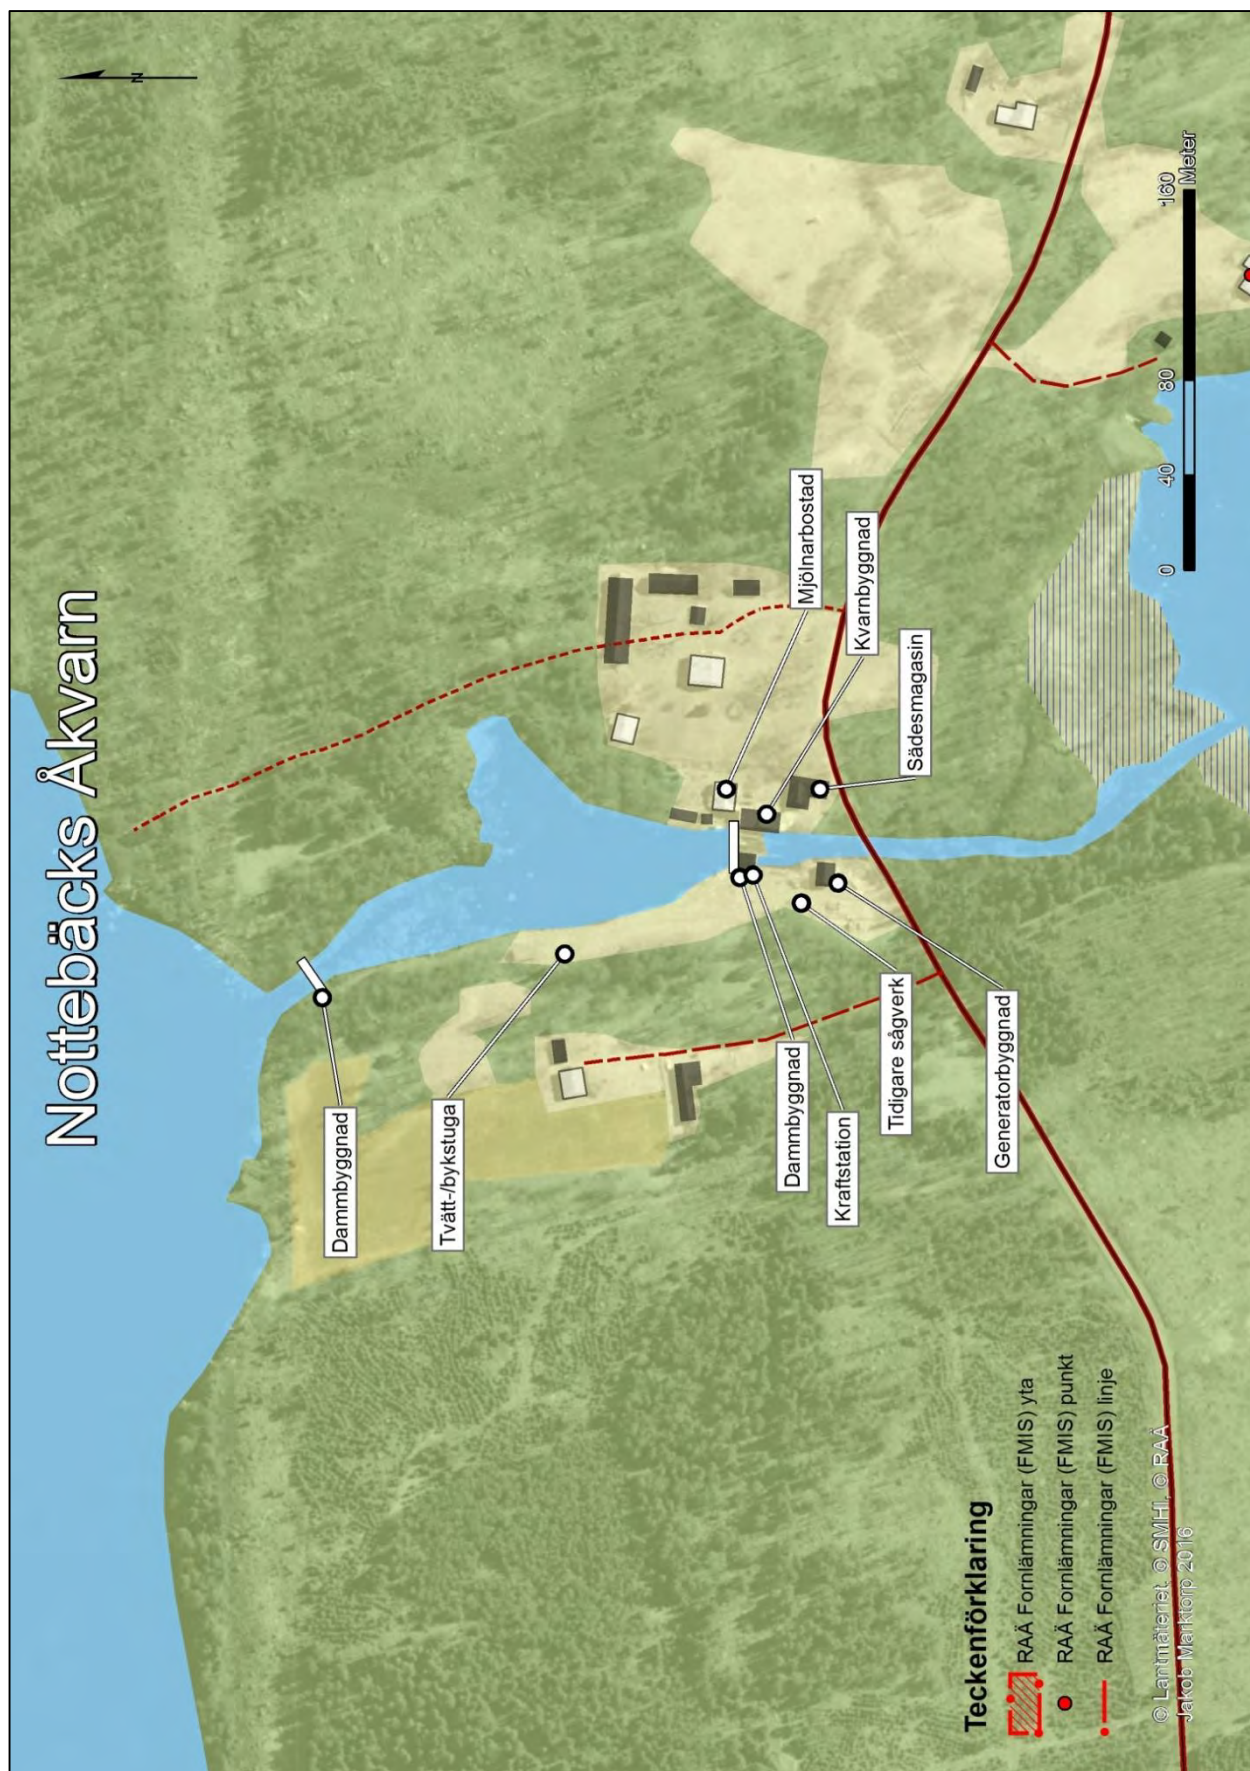 Nottebäcks Åkvarn
N
Dammbyggnad
Tvätt-/bykstuga
Dammbyggnad
Kraftstation
Tidigare sågverk
Generatorbyggnad
Mjölnarbostad
Kvarnbyggnad
Sädesmagasin
Teckenförklaring
RAÄ Fornlämningar (FMIS) yta
RAÄ Fornlämningar (FMIS) punkt
RAÄ Fornlämningar (FMIS) linje
© Lantmäteriet, © SMHI, © RAÄ
Jakob Marktorp 2016
0 40 80 160
Meter